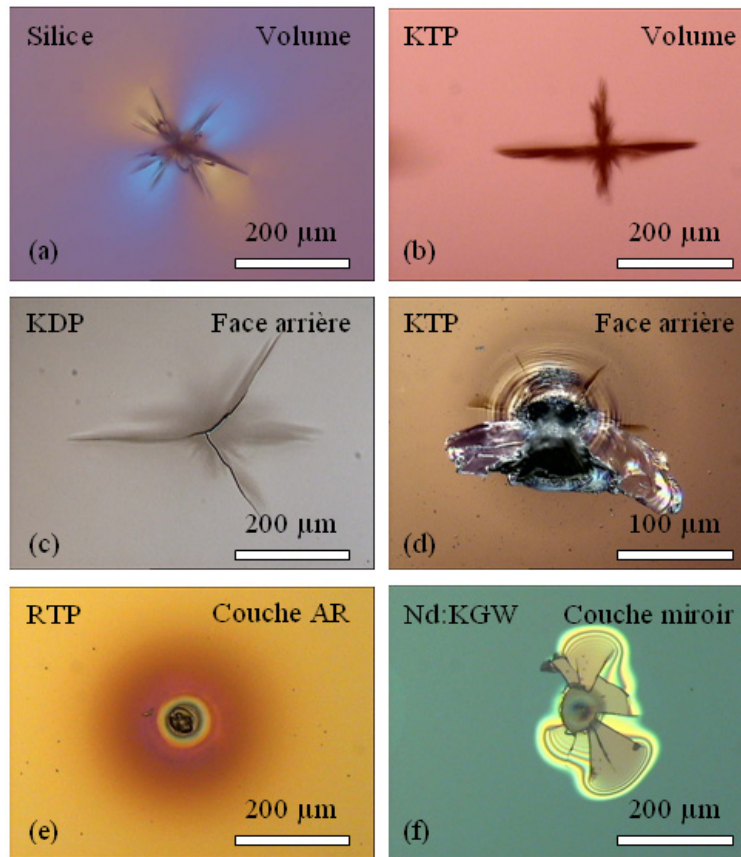 Silice Volume
200 µm
(a)
KTP Volume
200 µm
(b)
KDP Face arrière
200 µm
(c)
KTP Face arrière
100 µm
(d)
RTP Couche AR
200 µm
(e)
Nd:KGW Couche miroir
200 µm
(f)